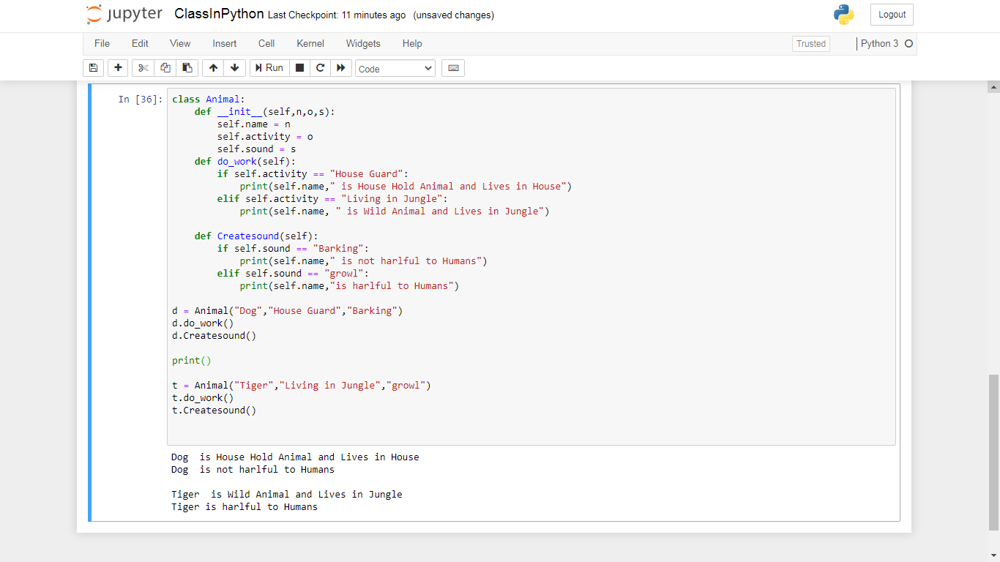 jupyter ClassInPython Last Checkpoint: 11 minutes ago (unsaved changes) Logout
File Edit View Insert Cell Kernel Widgets Help Trusted Python 3
Run Code
In [36]: class Animal:
    def __init__(self,n,o,s):
        self.name = n
        self.activity = o
        self.sound = s
    def do_work(self):
        if self.activity == "House Guard":
            print(self.name," is House Hold Animal and Lives in House")
        elif self.activity == "Living in Jungle":
            print(self.name, " is Wild Animal and Lives in Jungle")
    def Createsound(self):
        if self.sound == "Barking":
            print(self.name," is not harlful to Humans")
        elif self.sound == "growl":
            print(self.name,"is harlful to Humans")
d = Animal("Dog","House Guard","Barking")
d.do_work()
d.Createsound()
print()
t = Animal("Tiger","Living in Jungle","growl")
t.do_work()
t.Createsound()
Dog  is House Hold Animal and Lives in House
Dog  is not harlful to Humans
Tiger  is Wild Animal and Lives in Jungle
Tiger is harlful to Humans